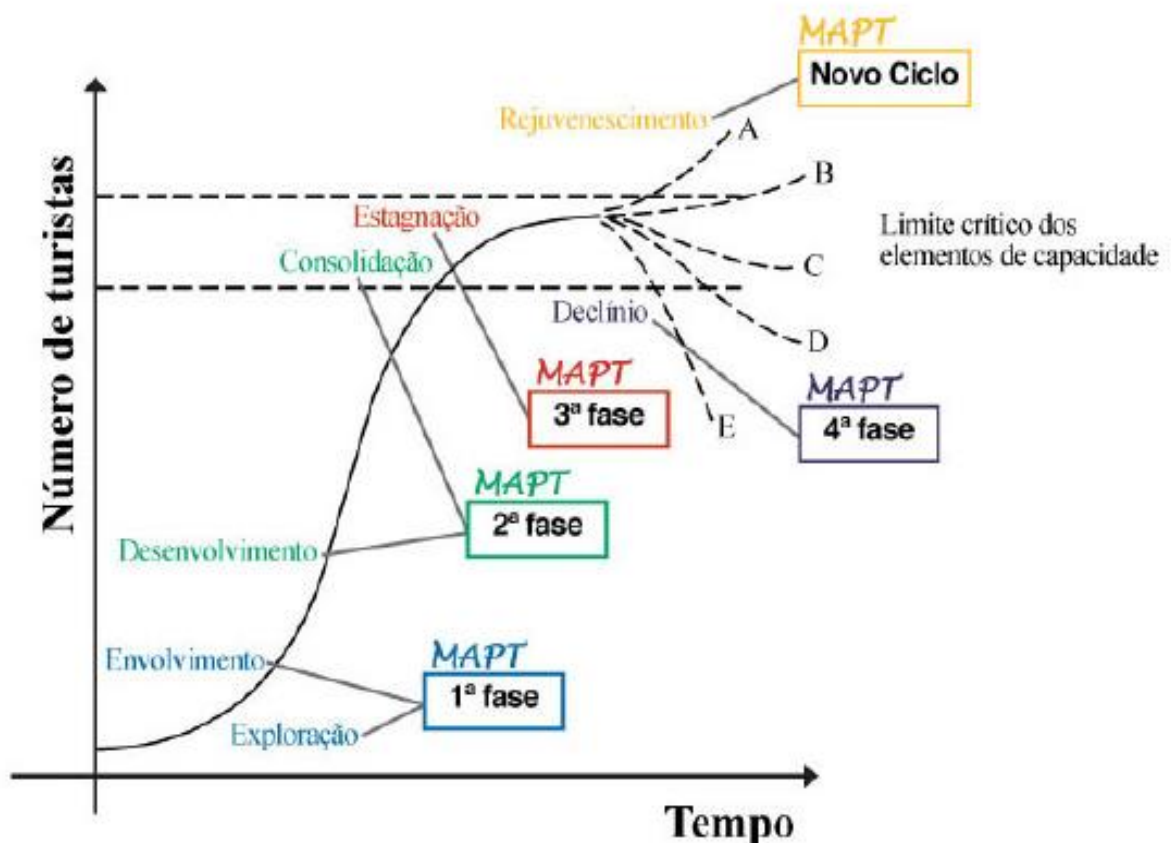 MAPT
Novo Ciclo
Rejuvenescimento
A
B
Estagnação
Limite crítico dos
elementos de capacidade
Consolidação
C
Declínio
D
MAPT
3ª fase
MAPT
4ª fase
E
MAPT
2ª fase
Desenvolvimento
Envolvimento
MAPT
1ª fase
Exploração
Número de turistas
Tempo